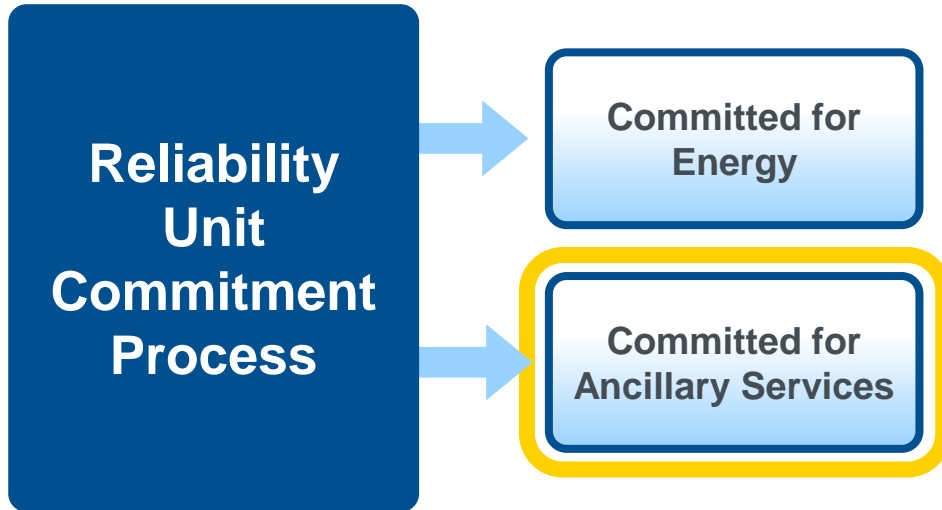 Reliability
Unit
Commitment
Process
Committed for
Energy
Committed for
Ancillary Services